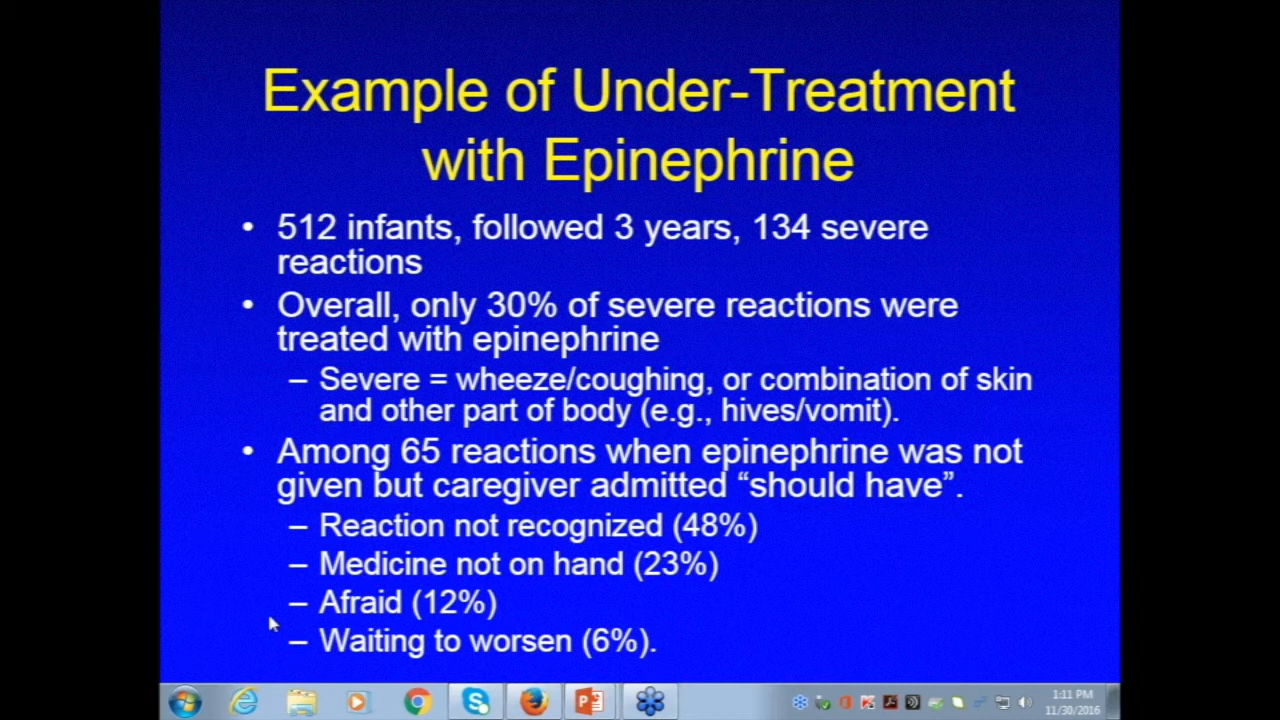 Example of Under-Treatment
with Epinephrine
• 512 infants, followed 3 years, 134 severe
reactions
• Overall, only 30% of severe reactions were
treated with epinephrine
– Severe = wheeze/coughing, or combination of skin
and other part of body (e.g., hives/vomit).
• Among 65 reactions when epinephrine was not
given but caregiver admitted “should have”.
– Reaction not recognized (48%)
– Medicine not on hand (23%)
– Afraid (12%)
– Waiting to worsen (6%).
1:11 PM
11/30/2016